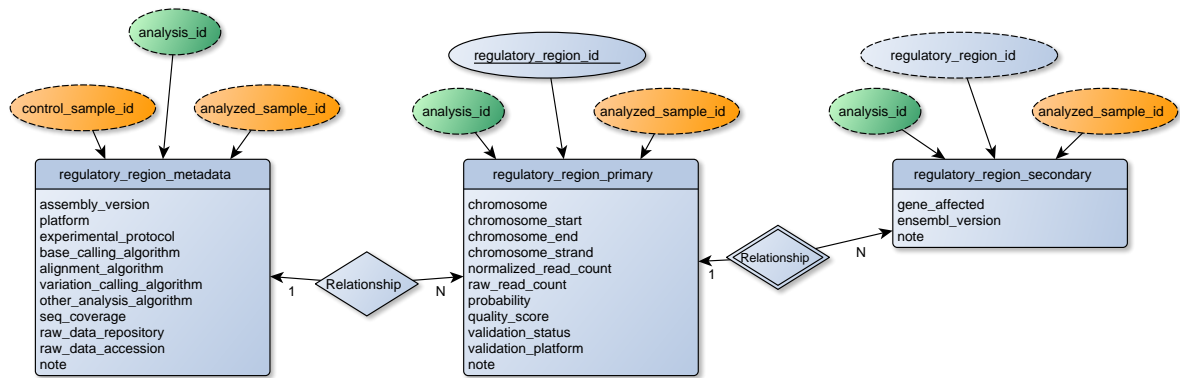 analysis_id
control_sample_id
analyzed_sample_id
regulatory_region_metadata
assembly_version
platform
experimental_protocol
base_calling_algorithm
alignment_algorithm
variation_calling_algorithm
other_analysis_algorithm
seq_coverage
raw_data_repository
raw_data_accession
note
1
Relationship
N
regulatory_region_id
analysis_id
analyzed_sample_id
regulatory_region_primary
chromosome
chromosome_start
chromosome_end
chromosome_strand
normalized_read_count
raw_read_count
probability
quality_score
validation_status
validation_platform
note
1
Relationship
N
regulatory_region_id
analysis_id
analyzed_sample_id
regulatory_region_secondary
gene_affected
ensembl_version
note